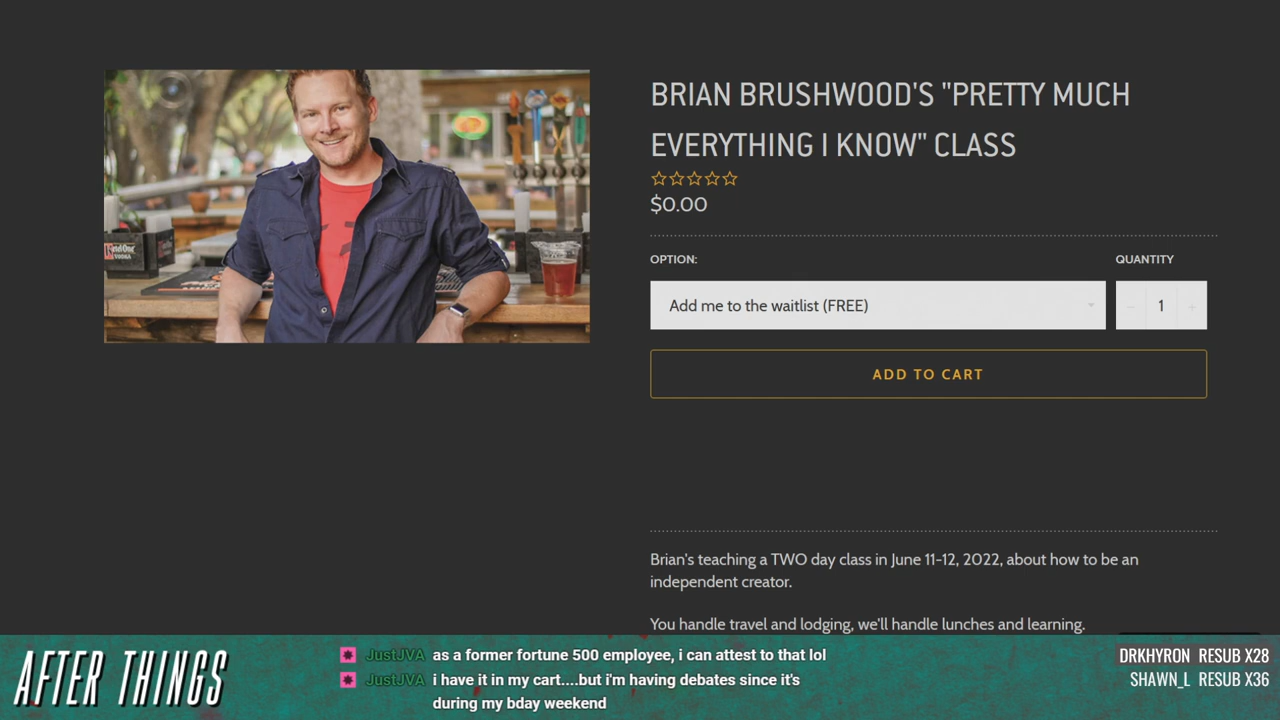 BRIAN BRUSHWOOD'S "PRETTY MUCH
EVERYTHING I KNOW" CLASS
$0.00
OPTION:
QUANTITY
Add me to the waitlist (FREE)
1
ADD TO CART
Brian's teaching a TWO day class in June 11-12, 2022, about how to be an
independent creator.
You handle travel and lodging, we'll handle lunches and learning.
AFTER THINGS
JustJVA as a former fortune 500 employee, i can attest to that lol
JustJVA i have it in my cart....but i'm having debates since it's
during my bday weekend
DRKHYRON RESUB X28
SHAWN_L RESUB X36